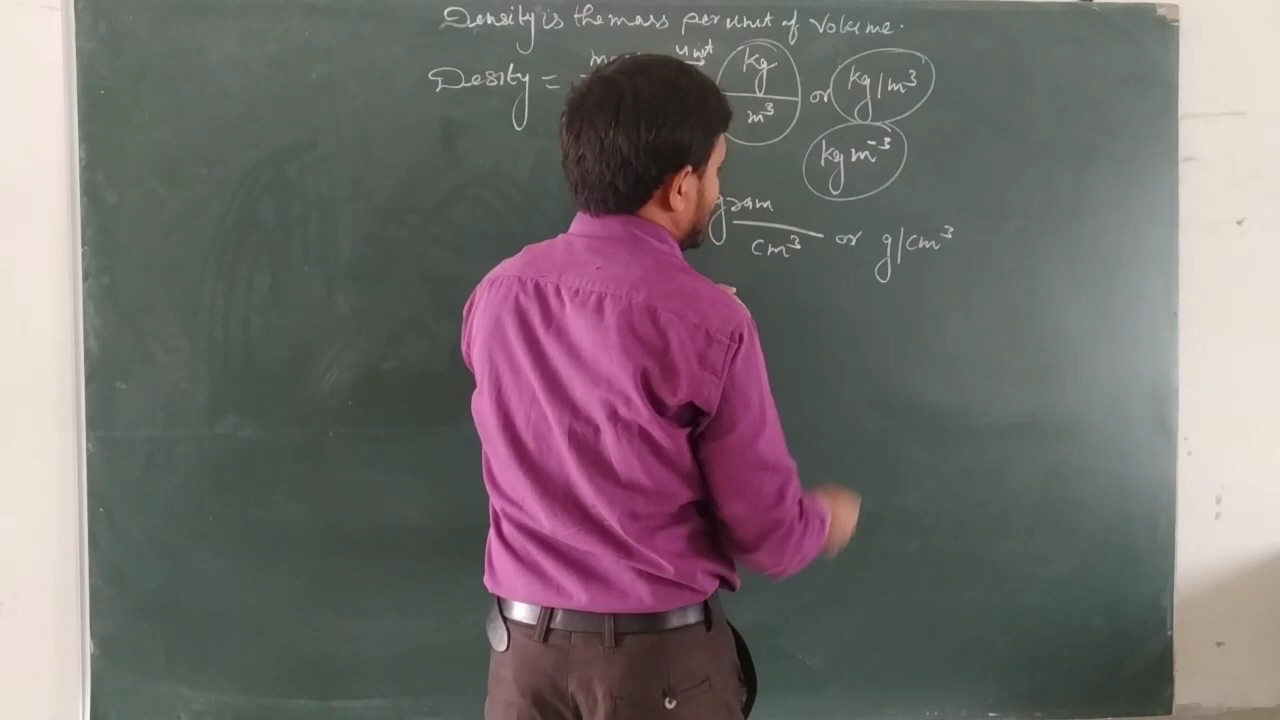 Density is the mass per unit of Volume.
Desity = unit kg/m³ or kg/m³
kg m⁻³
gram/cm³ or g/cm³